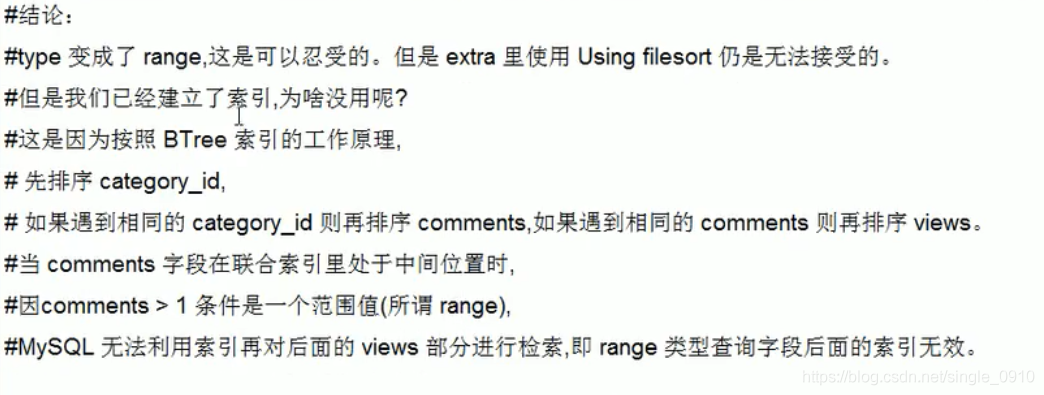 #结论：
#type 变成了 range,这是可以忍受的。但是 extra 里使用 Using filesort 仍是无法接受的。
#但是我们已经建立了索引,为啥没用呢?
#这是因为按照 BTree 索引的工作原理,
# 先排序 category_id,
# 如果遇到相同的 category_id 则再排序 comments,如果遇到相同的 comments 则再排序 views。
#当 comments 字段在联合索引里处于中间位置时,
#因comments > 1 条件是一个范围值(所谓 range),
#MySQL 无法利用索引再对后面的 views 部分进行检索,即 range 类型查询字段后面的索引无效。
https://blog.csdn.net/single_0910